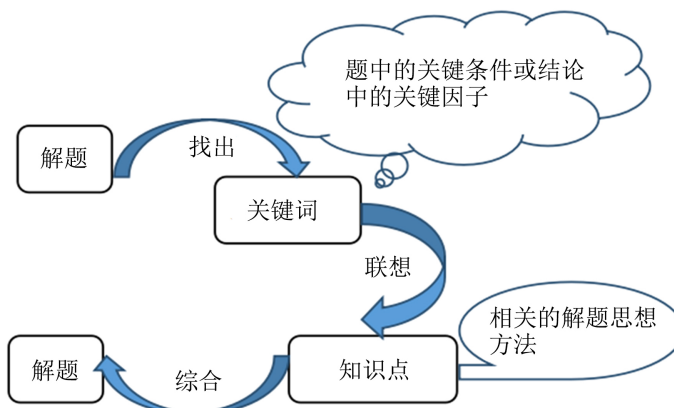 题中的关键条件或结论
中的关键因子
解题
找出
关键词
联想
相关的解题思想
方法
解题
综合
知识点